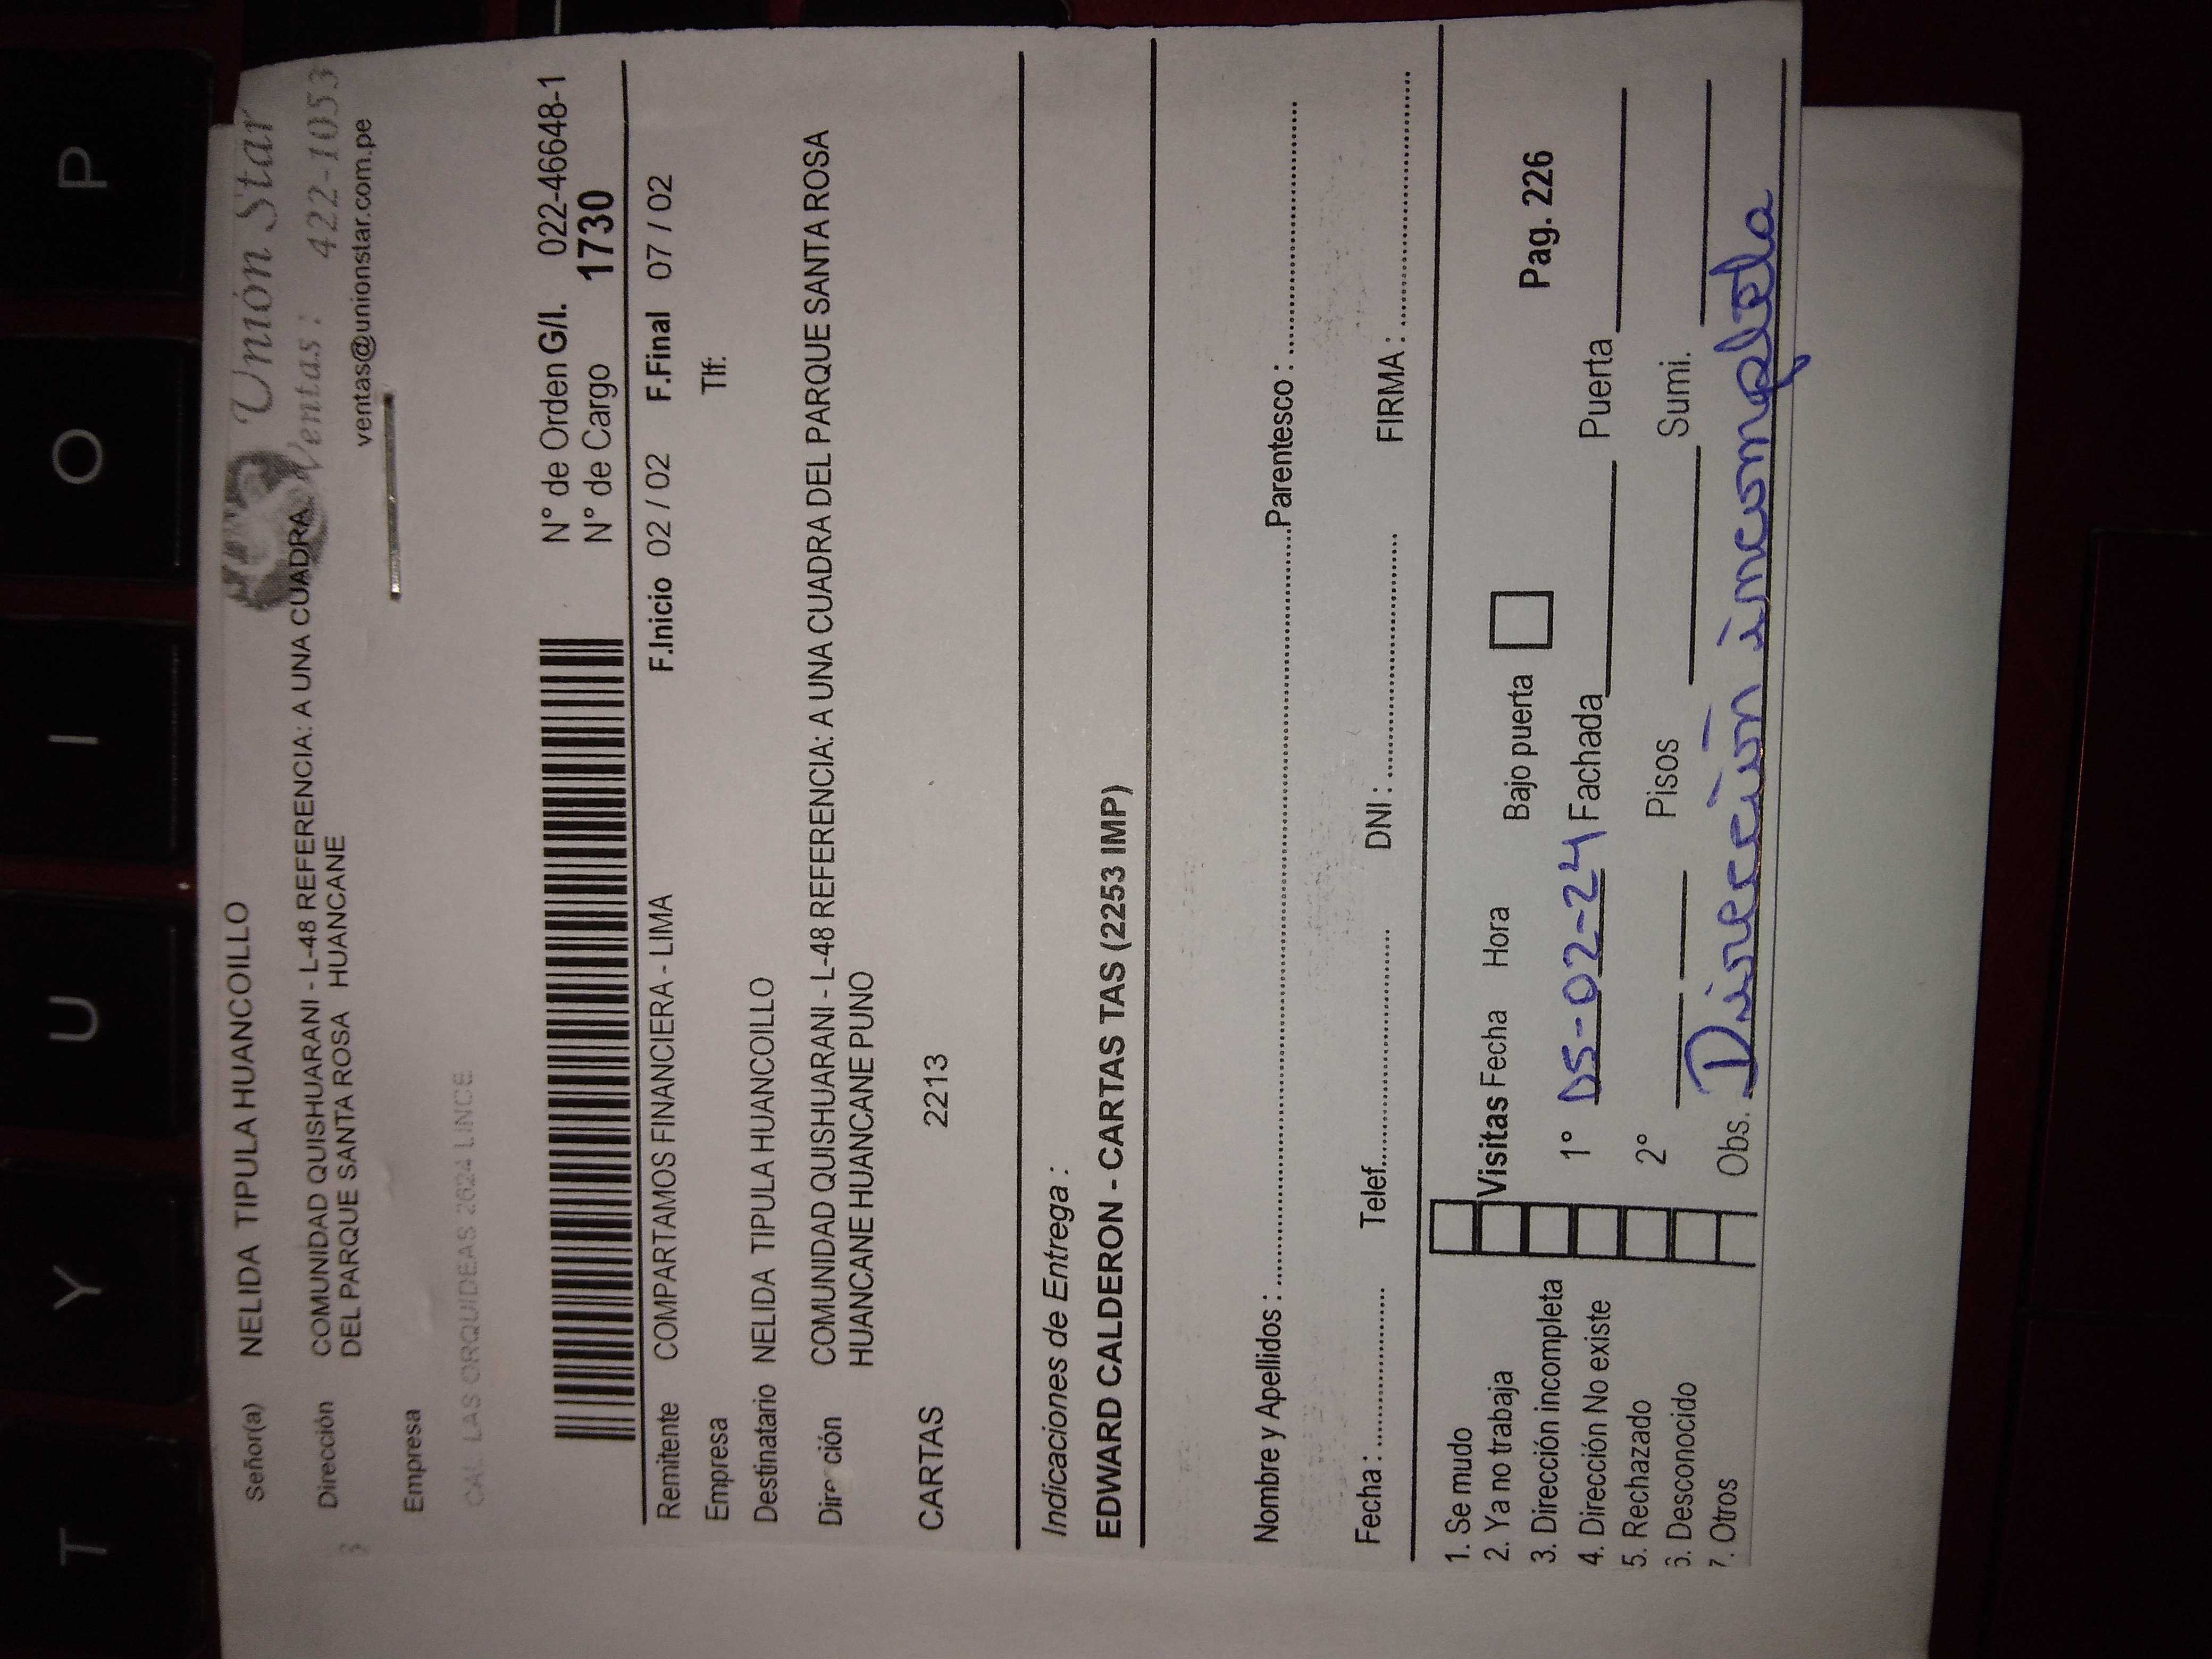 Unión Star
Ventas: 422-1053
ventas@unionstar.com.pe
Señor(a) NELIDA TIPULA HUANCOILLO
Dirección COMUNIDAD QUISHUARANI - L-48 REFERENCIA: A UNA CUADRA
DEL PARQUE SANTA ROSA HUANCANE
Empresa
CAL LAS ORQUIDEAS 2624 LINCE
N° de Orden G/I. 022-46648-1
N° de Cargo 1730
Remitente COMPARTAMOS FINANCIERA - LIMA F.Inicio 02 / 02 F.Final 07 / 02
Empresa Tlf:
Destinatario NELIDA TIPULA HUANCOILLO
Dirección COMUNIDAD QUISHUARANI - L-48 REFERENCIA: A UNA CUADRA DEL PARQUE SANTA ROSA
HUANCANE HUANCANE PUNO
CARTAS 2213
Indicaciones de Entrega :
EDWARD CALDERON - CARTAS TAS (2253 IMP)
Nombre y Apellidos : Parentesco :
Fecha : Telef. DNI : FIRMA :
1. Se mudo
2. Ya no trabaja
3. Dirección incompleta
4. Dirección No existe
5. Rechazado
6. Desconocido
7. Otros
Visitas Fecha Hora Bajo puerta Pag. 226
1° 05-02-24 Fachada Puerta
2° Pisos Sumi.
Obs. Dirección incompleta
T Y U I O P